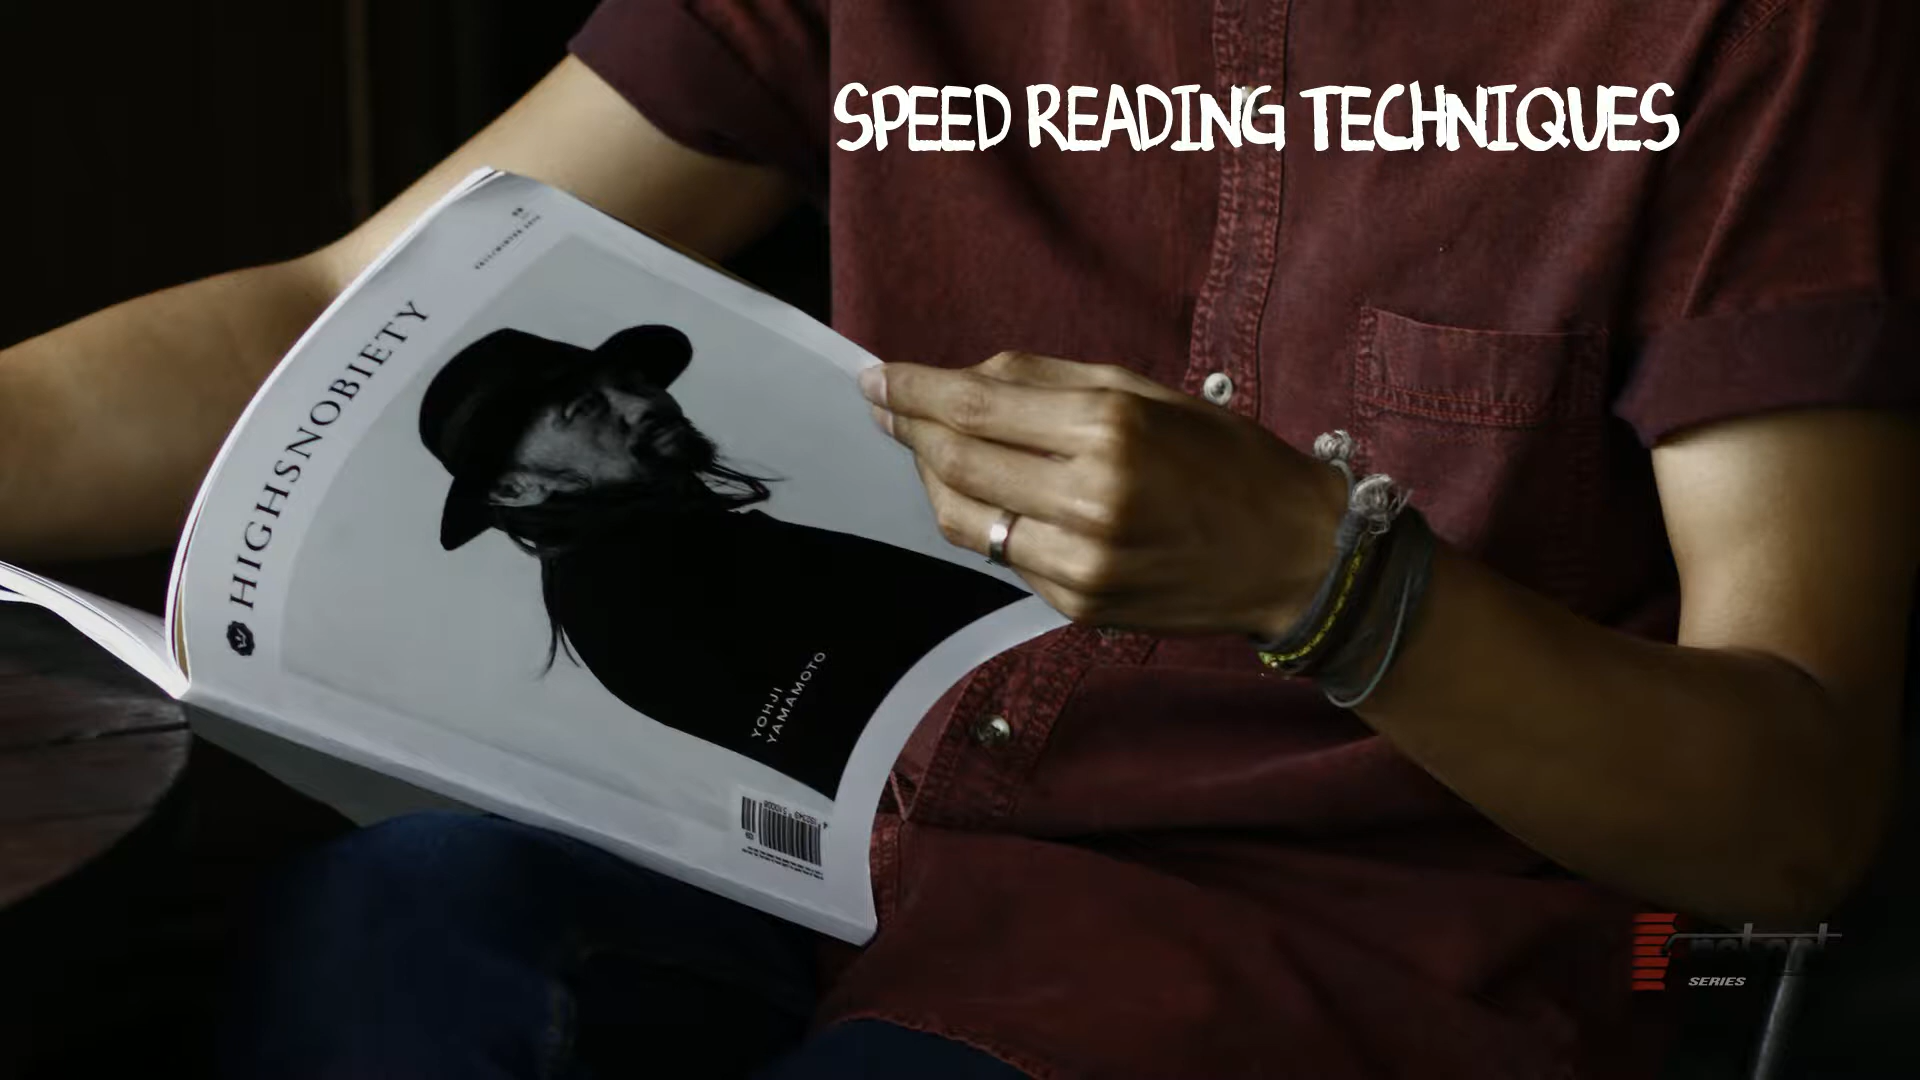 SPEED READING TECHNIQUES
HIGHSNOBIETY
YOHJI
YAMAMOTO
SERIES